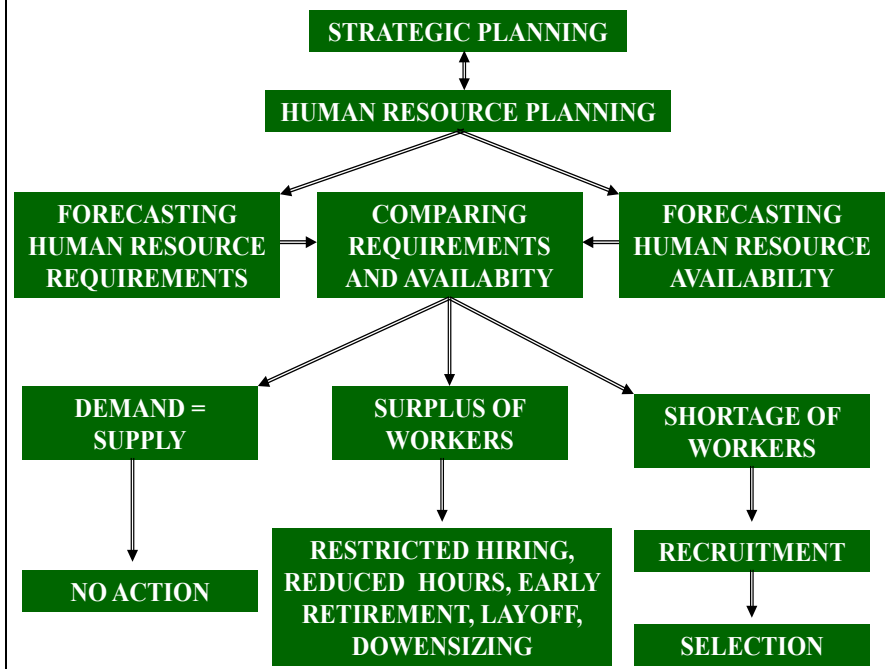 STRATEGIC PLANNING
HUMAN RESOURCE PLANNING
FORECASTING
HUMAN RESOURCE
REQUIREMENTS
COMPARING
REQUIREMENTS
AND AVAILABITY
FORECASTING
HUMAN RESOURCE
AVAILABILTY
DEMAND =
SUPPLY
SURPLUS OF
WORKERS
SHORTAGE OF
WORKERS
NO ACTION
RESTRICTED HIRING,
REDUCED HOURS, EARLY
RETIREMENT, LAYOFF,
DOWENSIZING
RECRUITMENT
SELECTION